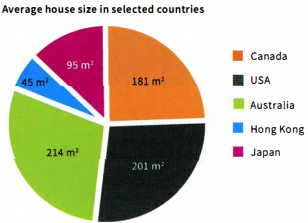 Average house size in selected countries
95 m²
181 m²
45 m²
214 m²
201 m²
Canada
USA
Australia
Hong Kong
Japan